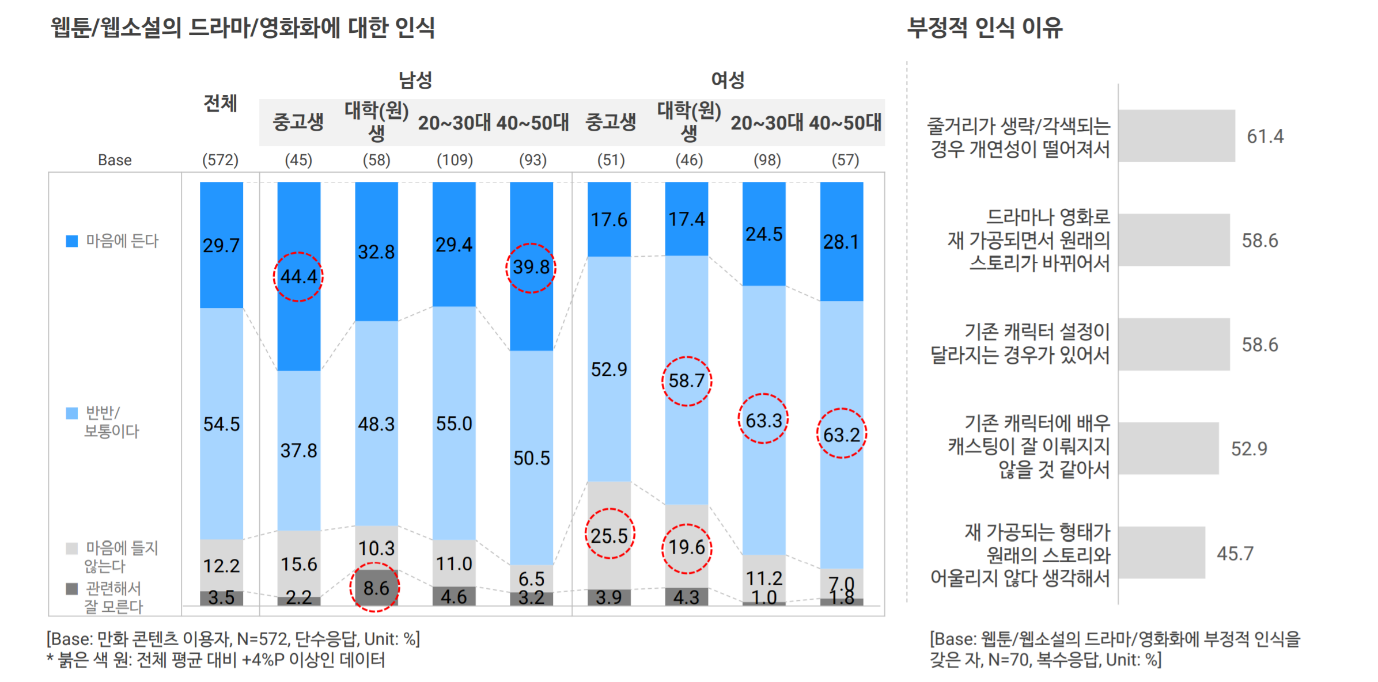 웹툰/웹소설의 드라마/영화화에 대한 인식
부정적 인식 이유
남성
여성
전체
중고생
대학(원)
생
20~30대
40~50대
중고생
대학(원)
생
20~30대
40~50대
Base
(572)
(45)
(58)
(109)
(93)
(51)
(46)
(98)
(57)
마음에 든다
29.7
44.4
32.8
29.4
39.8
17.6
17.4
24.5
28.1
반반/
보통이다
54.5
37.8
48.3
55.0
50.5
52.9
58.7
63.3
63.2
마음에 들지
않는다
12.2
15.6
10.3
11.0
6.5
25.5
19.6
11.2
7.0
관련해서
잘 모른다
3.5
2.2
8.6
4.6
3.2
3.9
4.3
1.0
1.8
[Base: 만화 콘텐츠 이용자, N=572, 단수응답, Unit: %]
* 붉은 색 원: 전체 평균 대비 +4%P 이상인 데이터
줄거리가 생략/각색되는
경우 개연성이 떨어져서
61.4
드라마나 영화로
재 가공되면서 원래의
스토리가 바뀌어서
58.6
기존 캐릭터 설정이
달라지는 경우가 있어서
58.6
기존 캐릭터에 배우
캐스팅이 잘 이뤄지지
않을 것 같아서
52.9
재 가공되는 형태가
원래의 스토리와
어울리지 않다 생각해서
45.7
[Base: 웹툰/웹소설의 드라마/영화화에 부정적 인식을
갖은 자, N=70, 복수응답, Unit: %]